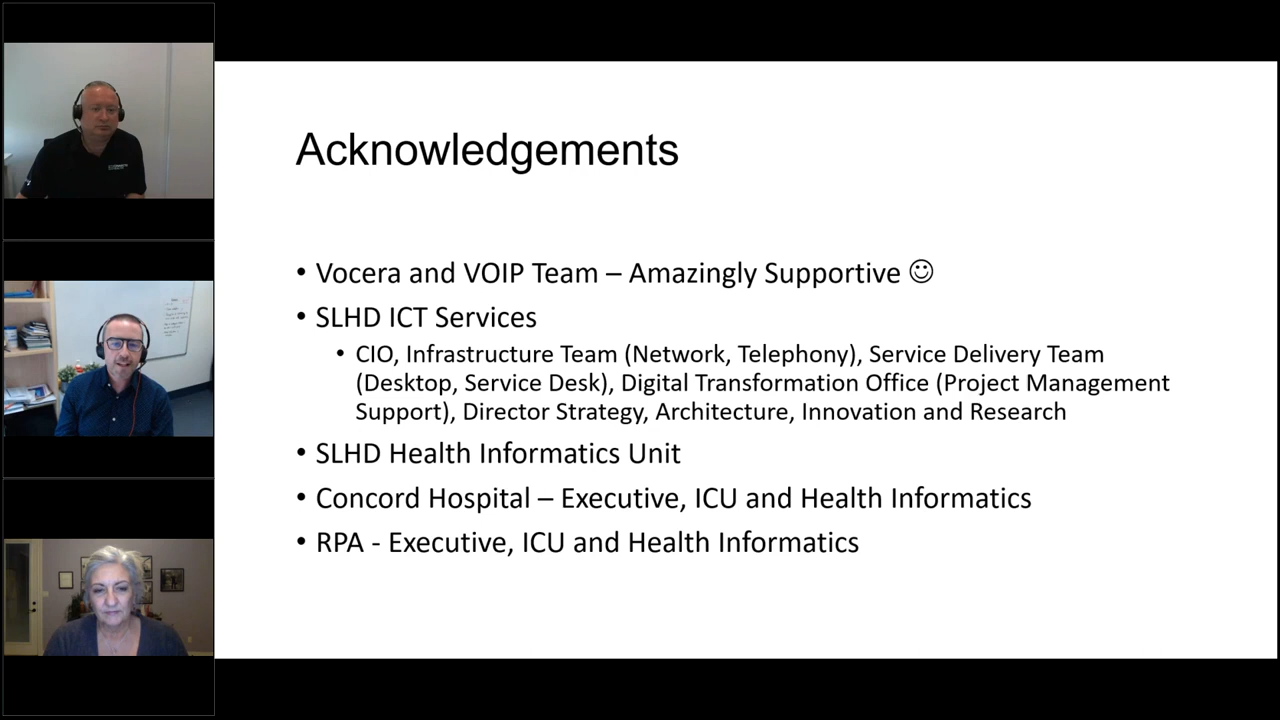 Acknowledgements
• Vocera and VOIP Team – Amazingly Supportive ☺
• SLHD ICT Services
• CIO, Infrastructure Team (Network, Telephony), Service Delivery Team
(Desktop, Service Desk), Digital Transformation Office (Project Management
Support), Director Strategy, Architecture, Innovation and Research
• SLHD Health Informatics Unit
• Concord Hospital – Executive, ICU and Health Informatics
• RPA - Executive, ICU and Health Informatics